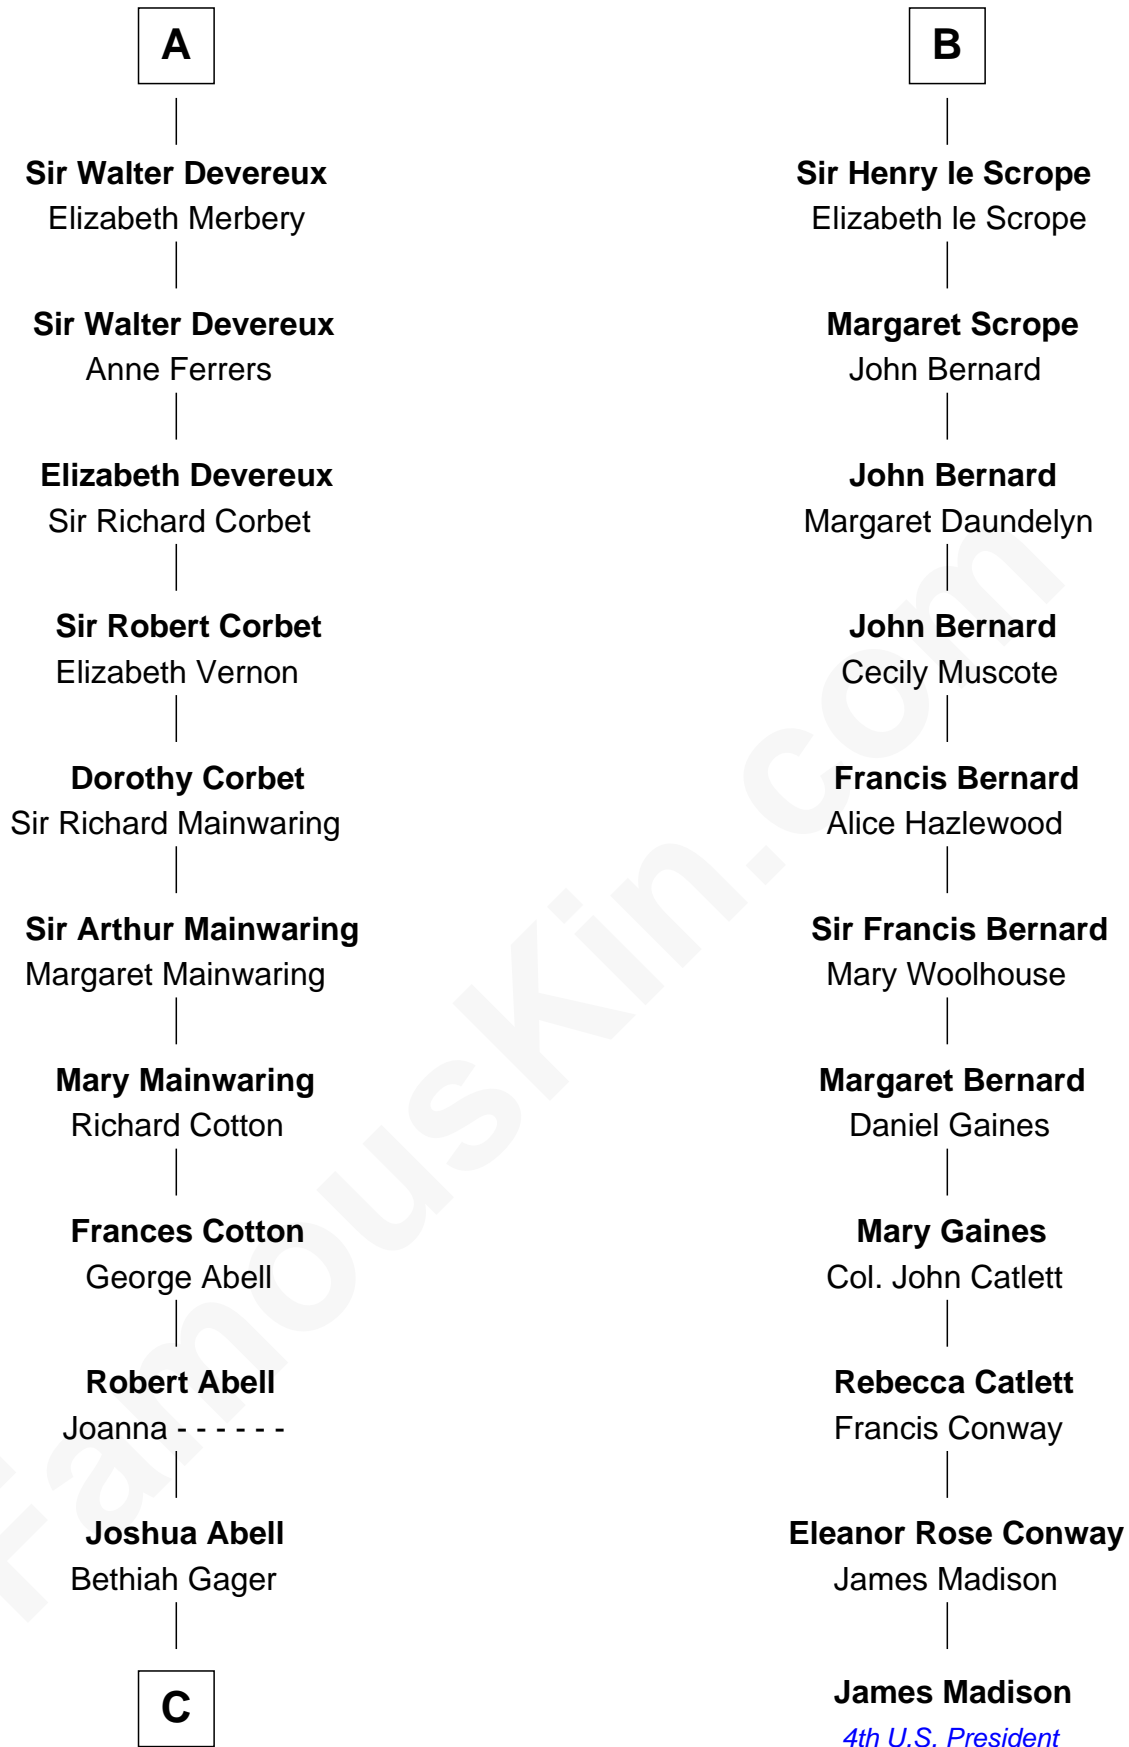 A
Sir Walter Devereux
Elizabeth Merbery
Sir Walter Devereux
Anne Ferrers
Elizabeth Devereux
Sir Richard Corbet
Sir Robert Corbet
Elizabeth Vernon
Dorothy Corbet
Sir Richard Mainwaring
Sir Arthur Mainwaring
Margaret Mainwaring
Mary Mainwaring
Richard Cotton
Frances Cotton
George Abell
Robert Abell
Joanna - - - - - -
Joshua Abell
Bethiah Gager
C
B
Sir Henry le Scrope
Elizabeth le Scrope
Margaret Scrope
John Bernard
John Bernard
Margaret Daundelyn
John Bernard
Cecily Muscote
Francis Bernard
Alice Hazlewood
Sir Francis Bernard
Mary Woolhouse
Margaret Bernard
Daniel Gaines
Mary Gaines
Col. John Catlett
Rebecca Catlett
Francis Conway
Eleanor Rose Conway
James Madison
James Madison
4th U.S. President
FamousKin.com